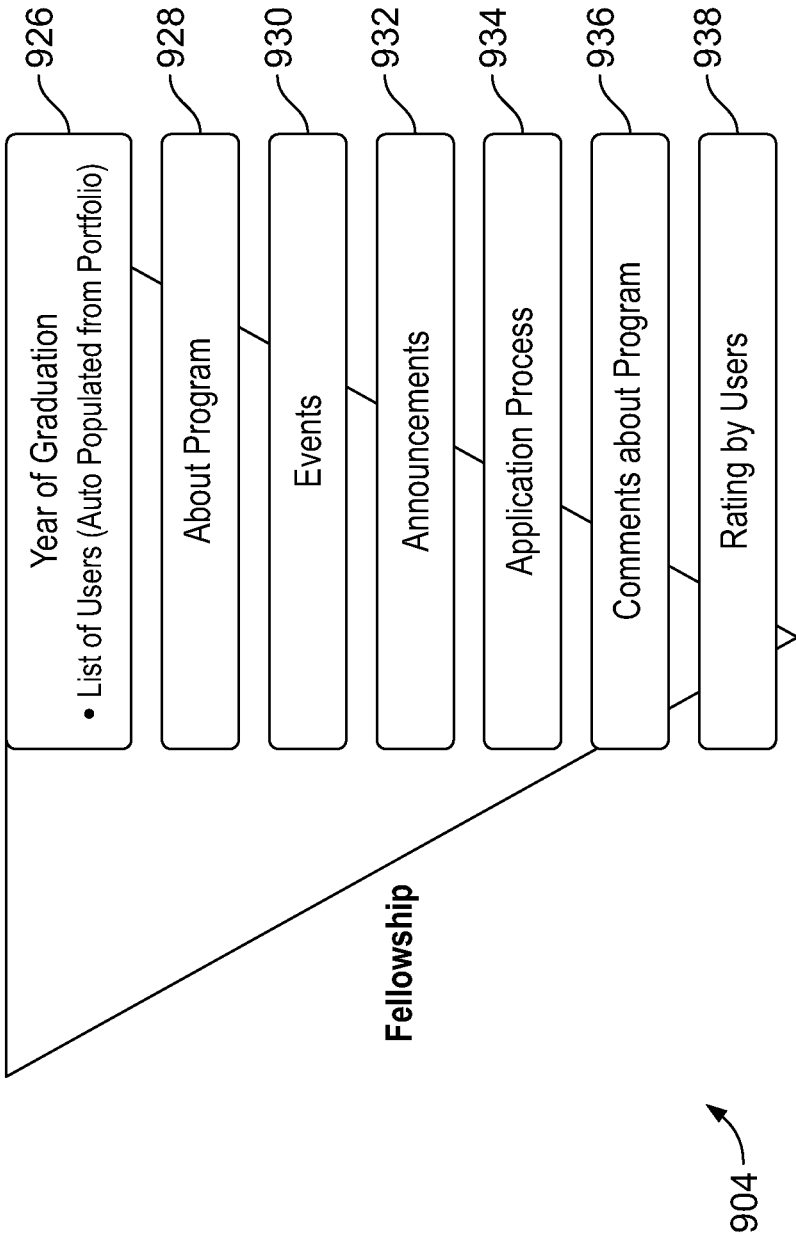 Year of Graduation
• List of Users (Auto Populated from Portfolio)
926
About Program
928
Events
930
Announcements
932
Application Process
934
Comments about Program
936
Rating by Users
938
Fellowship
904